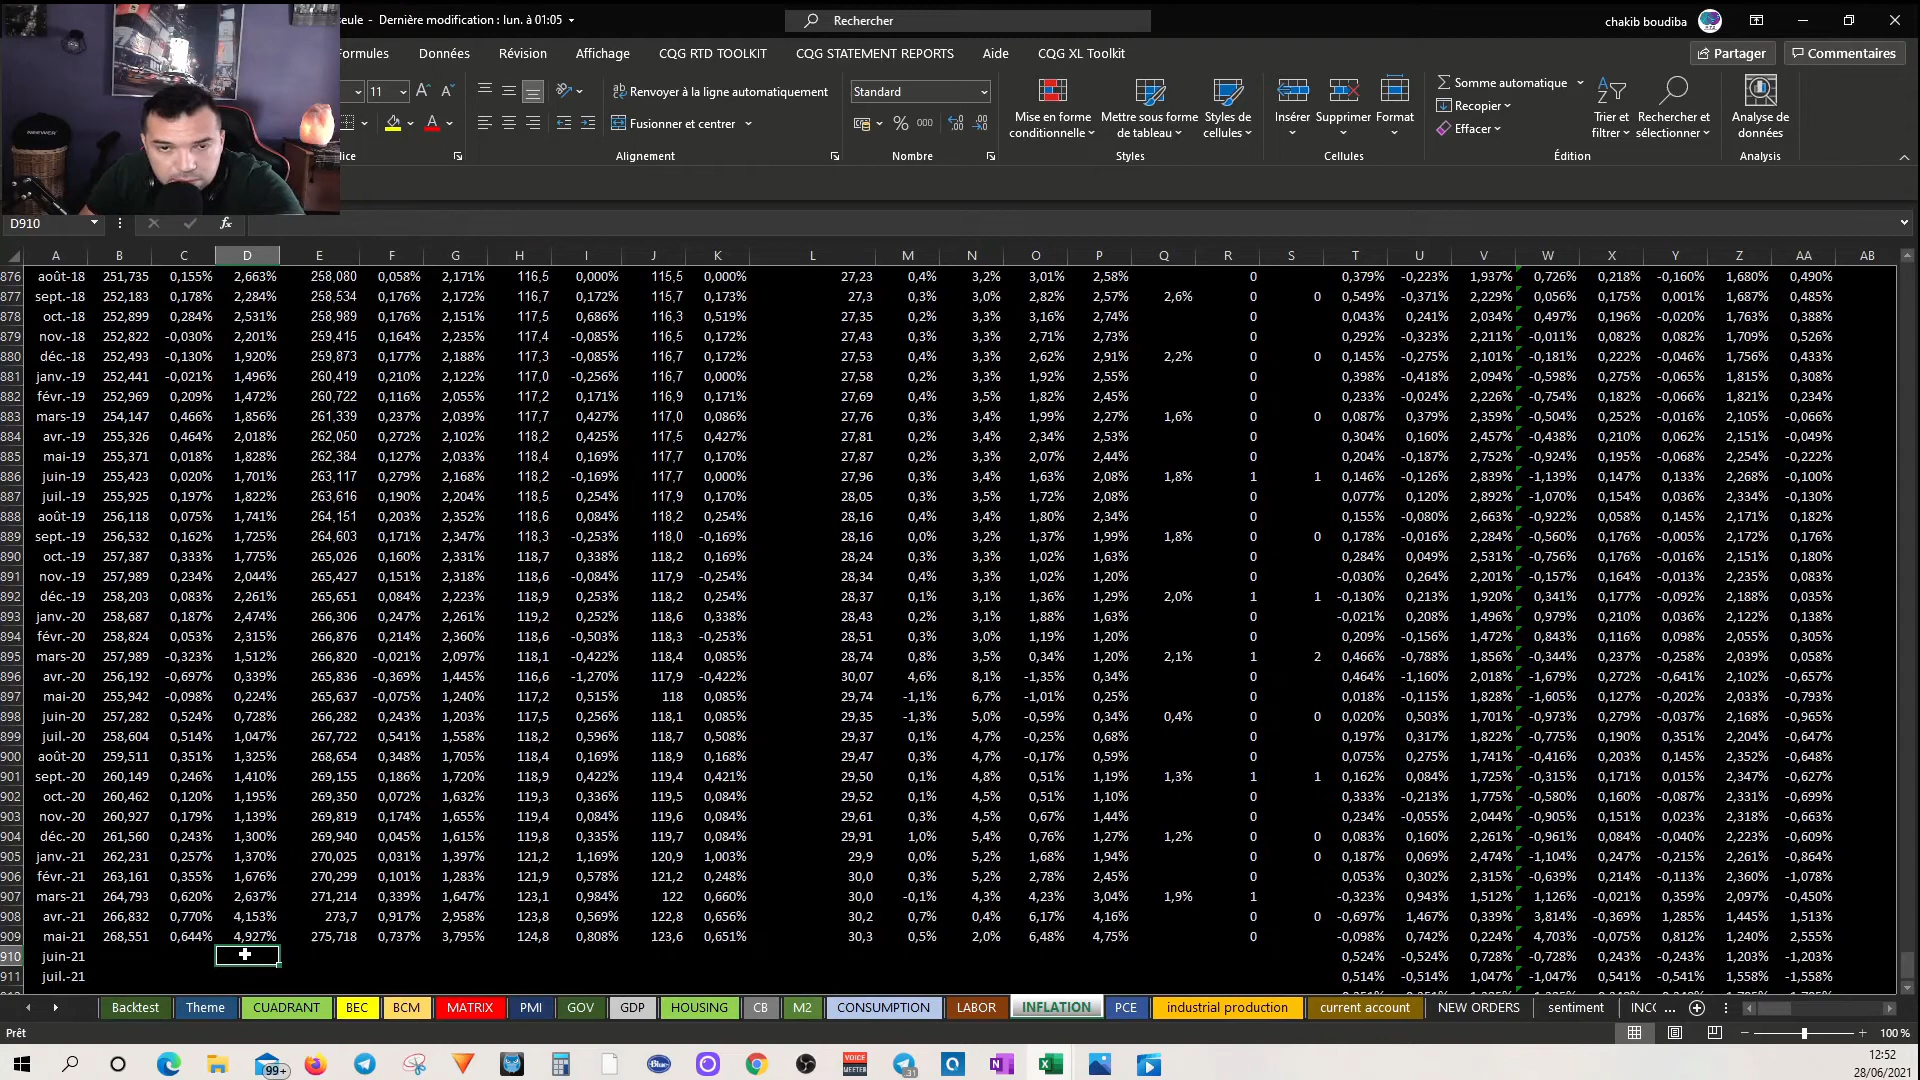 seule - Dernière modification : lun. à 01:05
Rechercher
chakib boudiba
Formules Données Révision Affichage CQG RTD TOOLKIT CQG STATEMENT REPORTS Aide CQG XL Toolkit
Partager Commentaires
11 Renvoyer à la ligne automatiquement Standard
Fusionner et centrer % 000
Mise en forme conditionnelle Mettre sous forme de tableau Styles de cellules Insérer Supprimer Format
Somme automatique
Recopier
Effacer
Trier et filtrer Rechercher et sélectionner Analyse de données
Alignement Nombre Styles Cellules Édition Analysis
D910 fx
A B C D E F G H I J K L M N O P Q R S T U V W X Y Z AA AB
876 août-18 251,735 0,155% 2,663% 258,080 0,058% 2,171% 116,5 0,000% 115,5 0,000% 27,23 0,4% 3,2% 3,01% 2,58% 0 0,379% -0,223% 1,937% 0,726% 0,218% -0,160% 1,680% 0,490%
877 sept.-18 252,183 0,178% 2,284% 258,534 0,176% 2,172% 116,7 0,172% 115,7 0,173% 27,3 0,3% 3,0% 2,82% 2,57% 2,6% 0 0 0,549% -0,371% 2,229% 0,056% 0,175% 0,001% 1,687% 0,485%
878 oct.-18 252,899 0,284% 2,531% 258,989 0,176% 2,151% 117,5 0,686% 116,3 0,519% 27,35 0,2% 3,3% 3,16% 2,74% 0 0,043% 0,241% 2,034% 0,497% 0,196% -0,020% 1,763% 0,388%
879 nov.-18 252,822 -0,030% 2,201% 259,415 0,164% 2,235% 117,4 -0,085% 116,5 0,172% 27,43 0,3% 3,3% 2,71% 2,73% 0 0,292% -0,323% 2,211% -0,011% 0,082% 0,082% 1,709% 0,526%
880 déc.-18 252,493 -0,130% 1,920% 259,873 0,177% 2,188% 117,3 -0,085% 116,7 0,172% 27,53 0,4% 3,3% 2,62% 2,91% 2,2% 0 0 0,145% -0,275% 2,101% -0,181% 0,222% -0,046% 1,756% 0,433%
881 janv.-19 252,441 -0,021% 1,496% 260,419 0,210% 2,122% 117,0 -0,256% 116,7 0,000% 27,58 0,2% 3,3% 1,92% 2,55% 0 0,398% -0,418% 2,094% -0,598% 0,275% -0,065% 1,815% 0,308%
882 févr.-19 252,969 0,209% 1,472% 260,722 0,116% 2,055% 117,2 0,171% 116,9 0,171% 27,69 0,4% 3,5% 1,82% 2,45% 0 0,233% -0,024% 2,226% -0,754% 0,182% -0,066% 1,821% 0,234%
883 mars-19 254,147 0,466% 1,856% 261,339 0,237% 2,039% 117,7 0,427% 117,0 0,086% 27,76 0,3% 3,4% 1,99% 2,27% 1,6% 0 0 0,087% 0,379% 2,359% -0,504% 0,252% -0,016% 2,105% -0,066%
884 avr.-19 255,326 0,464% 2,018% 262,050 0,272% 2,102% 118,2 0,425% 117,5 0,427% 27,81 0,2% 3,4% 2,34% 2,53% 0 0,304% 0,160% 2,457% -0,438% 0,210% 0,062% 2,151% -0,049%
885 mai-19 255,371 0,018% 1,828% 262,384 0,127% 2,033% 118,4 0,169% 117,7 0,170% 27,87 0,2% 3,3% 2,07% 2,44% 0 0,204% -0,187% 2,752% -0,924% 0,195% -0,068% 2,254% -0,222%
886 juin-19 255,423 0,020% 1,701% 263,117 0,279% 2,168% 118,2 -0,169% 117,7 0,000% 27,96 0,3% 3,4% 1,63% 2,08% 1,8% 1 1 0,146% -0,126% 2,839% -1,139% 0,147% 0,133% 2,268% -0,100%
887 juil.-19 255,925 0,197% 1,822% 263,616 0,190% 2,204% 118,5 0,254% 117,9 0,170% 28,05 0,3% 3,5% 1,72% 2,08% 0 0,077% 0,120% 2,892% -1,070% 0,154% 0,036% 2,334% -0,130%
888 août-19 256,118 0,075% 1,741% 264,151 0,203% 2,352% 118,6 0,084% 118,2 0,254% 28,16 0,4% 3,4% 1,80% 2,34% 0 0,155% -0,080% 2,663% -0,922% 0,058% 0,145% 2,171% 0,182%
889 sept.-19 256,532 0,162% 1,725% 264,603 0,171% 2,347% 118,3 -0,253% 118,0 -0,169% 28,16 0,0% 3,2% 1,37% 1,99% 1,8% 0 0 0,178% -0,016% 2,284% -0,560% 0,176% -0,005% 2,172% 0,176%
890 oct.-19 257,387 0,333% 1,775% 265,026 0,160% 2,331% 118,7 0,338% 118,2 0,169% 28,24 0,3% 3,3% 1,02% 1,63% 0 0,284% 0,049% 2,531% -0,756% 0,176% -0,016% 2,151% 0,180%
891 nov.-19 257,989 0,234% 2,044% 265,427 0,151% 2,318% 118,6 -0,084% 117,9 -0,254% 28,34 0,4% 3,3% 1,02% 1,20% 0 -0,030% 0,264% 2,201% -0,157% 0,164% -0,013% 2,235% 0,083%
892 déc.-19 258,203 0,083% 2,261% 265,651 0,084% 2,223% 118,9 0,253% 118,2 0,254% 28,37 0,1% 3,1% 1,36% 1,29% 2,0% 1 1 -0,130% 0,213% 1,920% 0,341% 0,177% -0,092% 2,188% 0,035%
893 janv.-20 258,687 0,187% 2,474% 266,306 0,247% 2,261% 119,2 0,252% 118,6 0,338% 28,43 0,2% 3,1% 1,88% 1,63% 0 -0,021% 0,208% 1,496% 0,979% 0,210% 0,036% 2,122% 0,138%
894 févr.-20 258,824 0,053% 2,315% 266,876 0,214% 2,360% 118,6 -0,503% 118,3 -0,253% 28,51 0,3% 3,0% 1,19% 1,20% 0 0,209% -0,156% 1,472% 0,843% 0,116% 0,098% 2,055% 0,305%
895 mars-20 257,989 -0,323% 1,512% 266,820 -0,021% 2,097% 118,1 -0,422% 118,4 0,085% 28,74 0,8% 3,5% 0,34% 1,20% 2,1% 1 2 0,466% -0,788% 1,856% -0,344% 0,237% -0,258% 2,039% 0,058%
896 avr.-20 256,192 -0,697% 0,339% 265,836 -0,369% 1,445% 116,6 -1,270% 117,9 -0,422% 30,07 4,6% 8,1% -1,35% 0,34% 0 0,464% -1,160% 2,018% -1,679% 0,272% -0,641% 2,102% -0,657%
897 mai-20 255,942 -0,098% 0,224% 265,637 -0,075% 1,240% 117,2 0,515% 118 0,085% 29,74 -1,1% 6,7% -1,01% 0,25% 0 0,018% -0,115% 1,828% -1,605% 0,127% -0,202% 2,033% -0,793%
898 juin-20 257,282 0,524% 0,728% 266,282 0,243% 1,203% 117,5 0,256% 118,1 0,085% 29,35 -1,3% 5,0% -0,59% 0,34% 0,4% 0 0 0,020% 0,503% 1,701% -0,973% 0,279% -0,037% 2,168% -0,965%
899 juil.-20 258,604 0,514% 1,047% 267,722 0,541% 1,558% 118,2 0,596% 118,7 0,508% 29,37 0,1% 4,7% -0,25% 0,68% 0 0,197% 0,317% 1,822% -0,775% 0,190% 0,351% 2,204% -0,647%
900 août-20 259,511 0,351% 1,325% 268,654 0,348% 1,705% 118,4 0,169% 118,9 0,168% 29,47 0,3% 4,7% -0,17% 0,59% 0 0,075% 0,275% 1,741% -0,416% 0,203% 0,145% 2,352% -0,648%
901 sept.-20 260,149 0,246% 1,410% 269,155 0,186% 1,720% 118,9 0,422% 119,4 0,421% 29,50 0,1% 4,8% 0,51% 1,19% 1,3% 1 1 0,162% 0,084% 1,725% -0,315% 0,171% 0,015% 2,347% -0,627%
902 oct.-20 260,462 0,120% 1,195% 269,350 0,072% 1,632% 119,3 0,336% 119,5 0,084% 29,52 0,1% 4,5% 0,51% 1,10% 0 0,333% -0,213% 1,775% -0,580% 0,160% -0,087% 2,331% -0,699%
903 nov.-20 260,927 0,179% 1,139% 269,819 0,174% 1,655% 119,4 0,084% 119,6 0,084% 29,61 0,3% 4,5% 0,67% 1,44% 0 0,234% -0,055% 2,044% -0,905% 0,151% 0,023% 2,318% -0,663%
904 déc.-20 261,560 0,243% 1,300% 269,940 0,045% 1,615% 119,8 0,335% 119,7 0,084% 29,91 1,0% 5,4% 0,76% 1,27% 1,2% 0 0 0,083% 0,160% 2,261% -0,961% 0,084% -0,040% 2,223% -0,609%
905 janv.-21 262,231 0,257% 1,370% 270,025 0,031% 1,397% 121,2 1,169% 120,9 1,003% 29,9 0,0% 5,2% 1,68% 1,94% 0 0 0,187% 0,069% 2,474% -1,104% 0,247% -0,215% 2,261% -0,864%
906 févr.-21 263,161 0,355% 1,676% 270,299 0,101% 1,283% 121,9 0,578% 121,2 0,248% 30,0 0,3% 5,2% 2,78% 2,45% 0 0,053% 0,302% 2,315% -0,639% 0,214% -0,113% 2,360% -1,078%
907 mars-21 264,793 0,620% 2,637% 271,214 0,339% 1,647% 123,1 0,984% 122 0,660% 30,0 -0,1% 4,3% 4,23% 3,04% 1,9% 1 -0,323% 0,943% 1,512% 1,126% -0,021% 0,359% 2,097% -0,450%
908 avr.-21 266,832 0,770% 4,153% 273,7 0,917% 2,958% 123,8 0,569% 122,8 0,656% 30,2 0,7% 0,4% 6,17% 4,16% 0 0 -0,697% 1,467% 0,339% 3,814% -0,369% 1,285% 1,445% 1,513%
909 mai-21 268,551 0,644% 4,927% 275,718 0,737% 3,795% 124,8 0,808% 123,6 0,651% 30,3 0,5% 2,0% 6,48% 4,75% 0 -0,098% 0,742% 0,224% 4,703% -0,075% 0,812% 1,240% 2,555%
910 juin-21 0,524% -0,524% 0,728% -0,728% 0,243% -0,243% 1,203% -1,203%
911 juil.-21 0,514% -0,514% 1,047% -1,047% 0,541% -0,541% 1,558% -1,558%
Backtest Theme CUADRANT BEC BCM MATRIX PMI GOV GDP HOUSING CB M2 CONSUMPTION LABOR INFLATION PCE industrial production current account NEW ORDERS sentiment INCC ...
Prêt 100 %
99+ Blue VOICE MEETER 31 12:52
28/06/2021